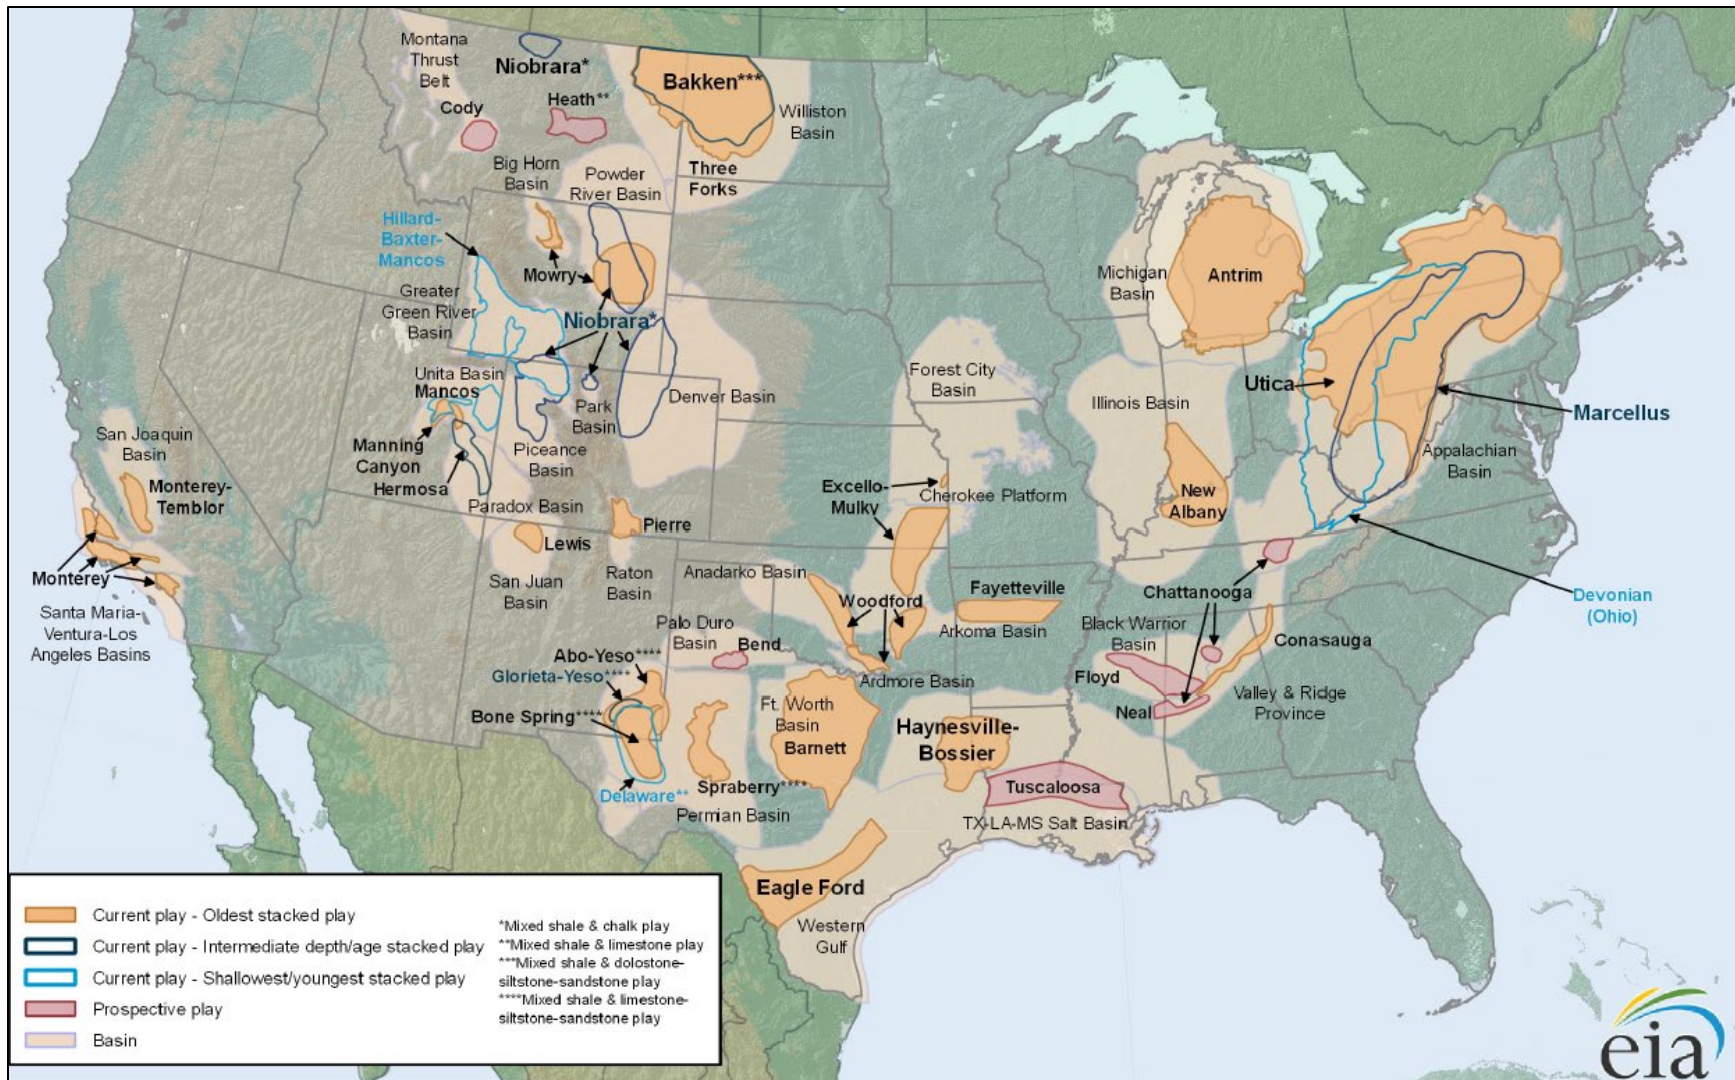 Montana
Thrust
Belt
Niobrara*
Bakken***
Cody
Heath**
Williston
Basin
Big Horn
Basin
Powder
River Basin
Three
Forks
Hillard-
Baxter-
Mancos
Mowry
Greater
Green River
Basin
Niobrara*
Michigan
Basin
Antrim
Unita Basin
Mancos
Park
Basin
Denver Basin
Forest City
Basin
Illinois Basin
Utica
Marcellus
Appalachian
Basin
San Joaquin
Basin
Manning
Canyon
Hermosa
Piceance
Basin
Monterey-
Temblor
Paradox Basin
Excello-
Mulky
Cherokee Platform
New
Albany
Pierre
Lewis
Monterey
San Juan
Basin
Raton
Basin
Anadarko Basin
Woodford
Fayetteville
Arkoma Basin
Chattanooga
Devonian
(Ohio)
Santa Maria-
Ventura-Los
Angeles Basins
Palo Duro
Basin
Bend
Black Warrior
Basin
Conasauga
Abo-Yeso****
Glorieta-Yeso****
Ardmore Basin
Floyd
Valley & Ridge
Province
Bone Spring****
Ft. Worth
Basin
Barnett
Haynesville-
Bossier
Neal
Delaware**
Spraberry****
Permian Basin
Tuscaloosa
TX-LA-MS Salt Basin
Eagle Ford
Western
Gulf
Current play - Oldest stacked play
Current play - Intermediate depth/age stacked play
Current play - Shallowest/youngest stacked play
Prospective play
Basin
*Mixed shale & chalk play
**Mixed shale & limestone play
***Mixed shale & dolostone-
siltstone-sandstone play
****Mixed shale & limestone-
siltstone-sandstone play
eia